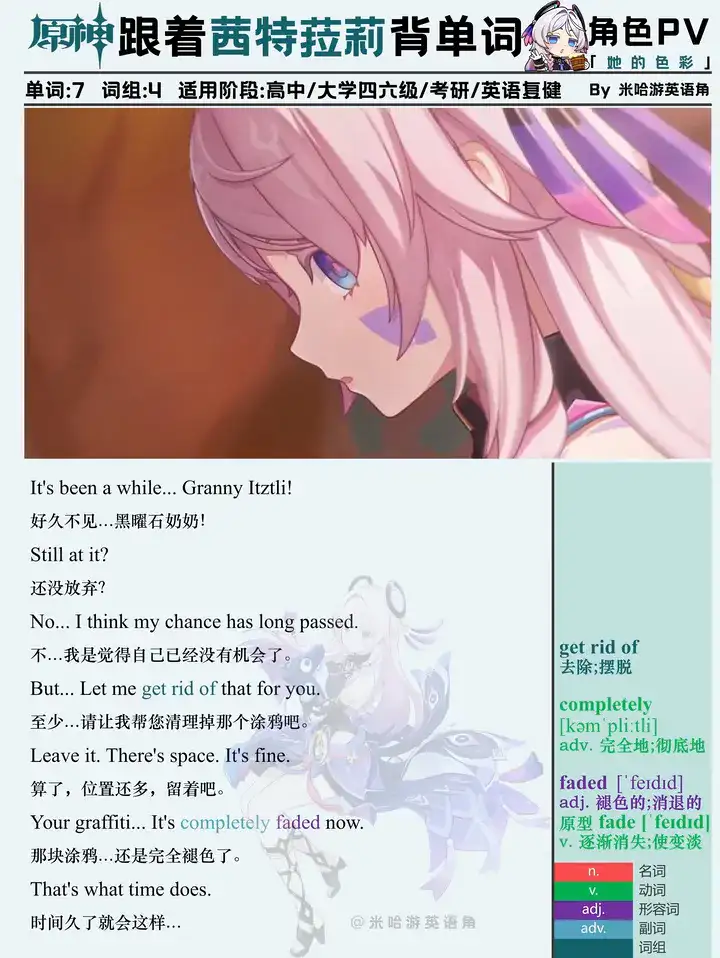 原神 跟着茜特菈莉背单词 角色PV
「她的色彩」
单词:7 词组:4 适用阶段:高中/大学四六级/考研/英语复健 By 米哈游英语角
It's been a while... Granny Itztli!
好久不见…黑曜石奶奶!
Still at it?
还没放弃?
No... I think my chance has long passed.
不…我是觉得自己已经没有机会了。
But... Let me get rid of that for you.
至少…请让我帮您清理掉那个涂鸦吧。
Leave it. There's space. It's fine.
算了，位置还多，留着吧。
Your graffiti... It's completely faded now.
那块涂鸦…还是完全褪色了。
That's what time does.
时间久了就会这样…
@米哈游英语角
get rid of
去除;摆脱
completely
[kəmˈpliːtli]
adv. 完全地;彻底地
faded [ˈfeɪdɪd]
adj. 褪色的;消退的
原型 fade [ˈfeɪdɪd]
v. 逐渐消失;使变淡
n. 名词
v. 动词
adj. 形容词
adv. 副词
词组